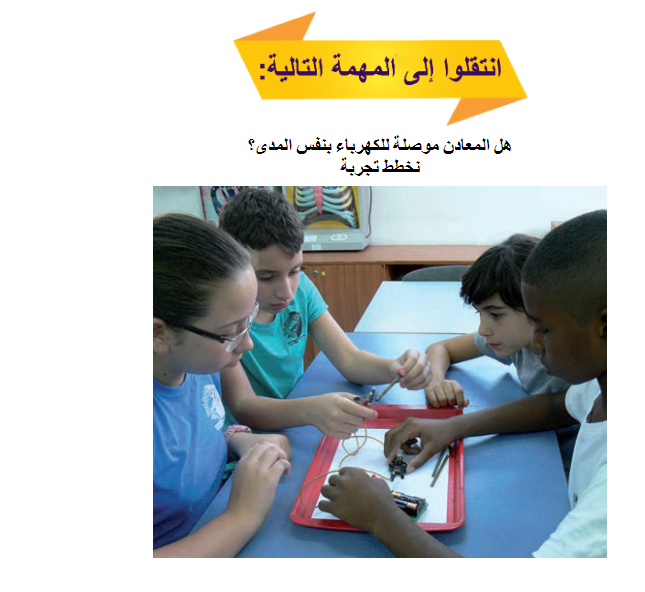 انتقلوا إلى المهمة التالية:
هل المعادن موصلة للكهرباء بنفس المدى؟
نخطط تجربة